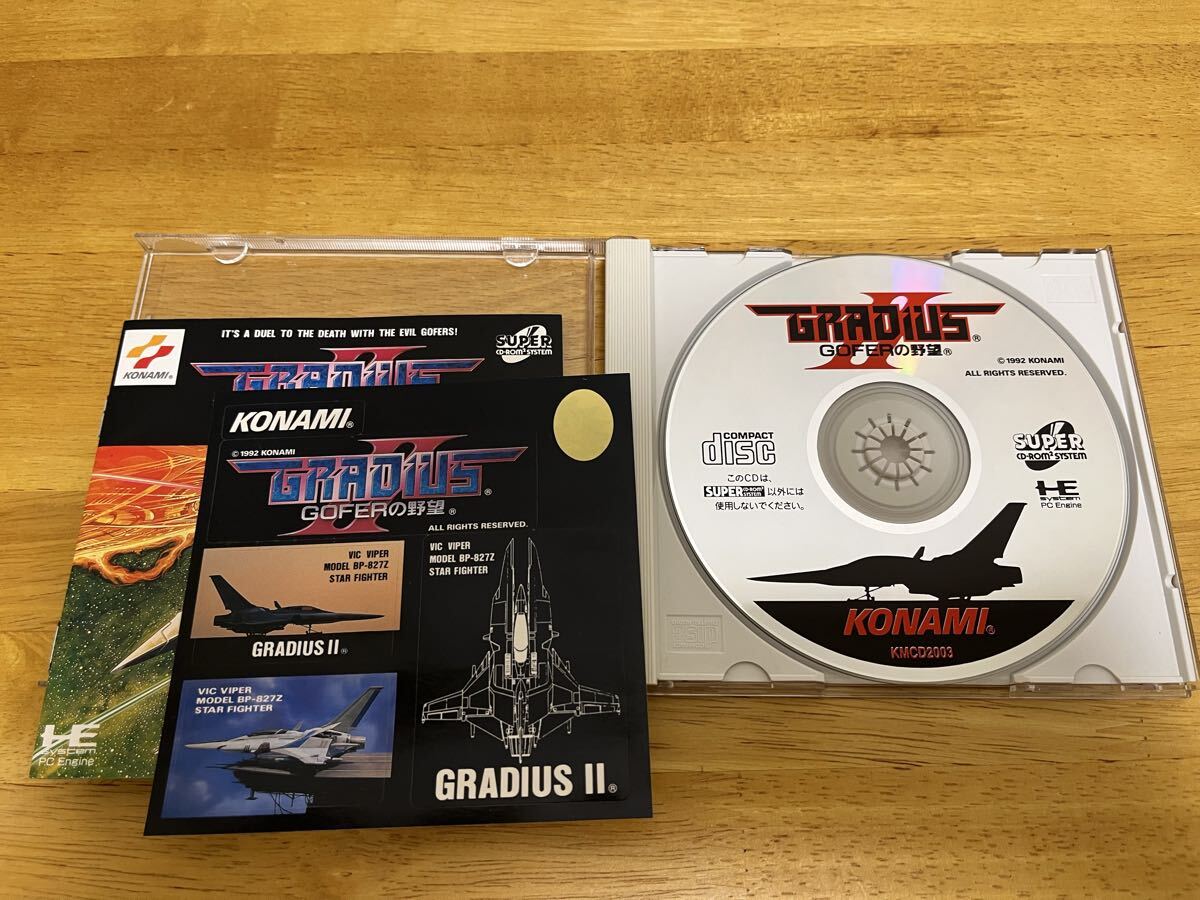 IT'S A DUEL TO THE DEATH WITH THE EVIL GOFERS!
KONAMI®
SUPER
CD-ROM² SYSTEM
GRADIUS II
HE
system
PC Engine
KONAMI®
© 1992 KONAMI
GRADIUS II®
GOFERの野望®
ALL RIGHTS RESERVED.
VIC VIPER
MODEL BP-827Z
STAR FIGHTER
GRADIUS II®
VIC VIPER
MODEL BP-827Z
STAR FIGHTER
VIC VIPER
MODEL BP-827Z
STAR FIGHTER
GRADIUS II®
GRADIUS II®
GOFERの野望®
© 1992 KONAMI
ALL RIGHTS RESERVED.
COMPACT
disc
このCDは、
SUPER CD-ROM² SYSTEM 以外には
使用しないでください。
SUPER
CD-ROM² SYSTEM
HE
system
PC Engine
KONAMI®
KMCD2003